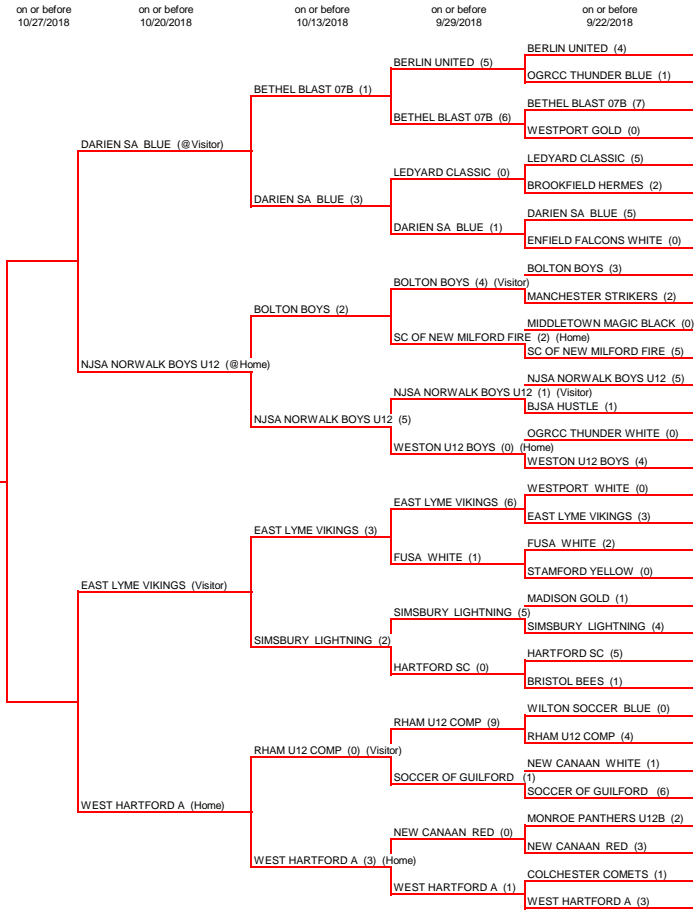 on or before
10/27/2018
on or before
10/20/2018
on or before
10/13/2018
on or before
9/29/2018
on or before
9/22/2018
BERLIN UNITED (4)
BERLIN UNITED (5)
OGRCC THUNDER BLUE (1)
BETHEL BLAST 07B (1)
BETHEL BLAST 07B (7)
BETHEL BLAST 07B (6)
WESTPORT GOLD (0)
DARIEN SA BLUE (@Visitor)
LEDYARD CLASSIC (5)
LEDYARD CLASSIC (0)
BROOKFIELD HERMES (2)
DARIEN SA BLUE (3)
DARIEN SA BLUE (5)
DARIEN SA BLUE (1)
ENFIELD FALCONS WHITE (0)
BOLTON BOYS (3)
BOLTON BOYS (4) (Visitor)
MANCHESTER STRIKERS (2)
BOLTON BOYS (2)
MIDDLETOWN MAGIC BLACK (0)
SC OF NEW MILFORD FIRE (2) (Home)
SC OF NEW MILFORD FIRE (5)
NJSA NORWALK BOYS U12 (@Home)
NJSA NORWALK BOYS U12 (5)
NJSA NORWALK BOYS U12 (1) (Visitor)
BJSA HUSTLE (1)
NJSA NORWALK BOYS U12 (5)
OGRCC THUNDER WHITE (0)
WESTON U12 BOYS (0) (Home)
WESTON U12 BOYS (4)
WESTPORT WHITE (0)
EAST LYME VIKINGS (6)
EAST LYME VIKINGS (3)
EAST LYME VIKINGS (3)
FUSA WHITE (2)
FUSA WHITE (1)
STAMFORD YELLOW (0)
EAST LYME VIKINGS (Visitor)
MADISON GOLD (1)
SIMSBURY LIGHTNING (5)
SIMSBURY LIGHTNING (4)
SIMSBURY LIGHTNING (2)
HARTFORD SC (5)
HARTFORD SC (0)
BRISTOL BEES (1)
WILTON SOCCER BLUE (0)
RHAM U12 COMP (9)
RHAM U12 COMP (4)
RHAM U12 COMP (0) (Visitor)
NEW CANAAN WHITE (1)
SOCCER OF GUILFORD (1)
SOCCER OF GUILFORD (6)
WEST HARTFORD A (Home)
MONROE PANTHERS U12B (2)
NEW CANAAN RED (0)
NEW CANAAN RED (3)
WEST HARTFORD A (3) (Home)
COLCHESTER COMETS (1)
WEST HARTFORD A (1)
WEST HARTFORD A (3)